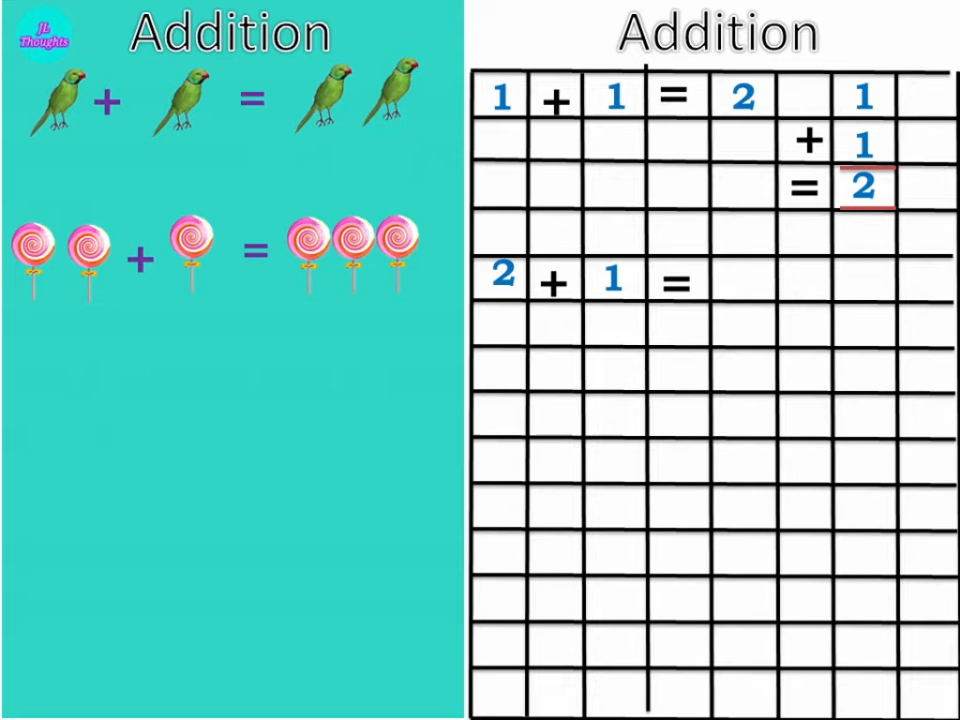 JL
Thoughts
Addition
+ =
+ =
Addition
1 + 1 = 2 1
+ 1
= 2
2 + 1 =